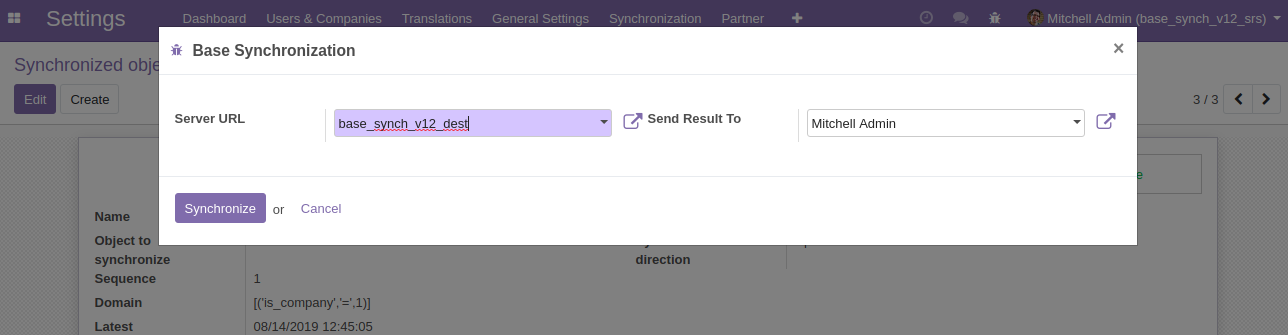 Settings
Dashboard Users & Companies Translations General Settings Synchronization Partner
Mitchell Admin (base_synch_v12_srs)
Synchronized obje
Edit Create
3 / 3
Base Synchronization
×
Server URL base_synch_v12_dest Send Result To Mitchell Admin
Synchronize or Cancel
Name
Object to
synchronize
direction
Sequence 1
Domain [('is_company','=',1)]
Latest 08/14/2019 12:45:05